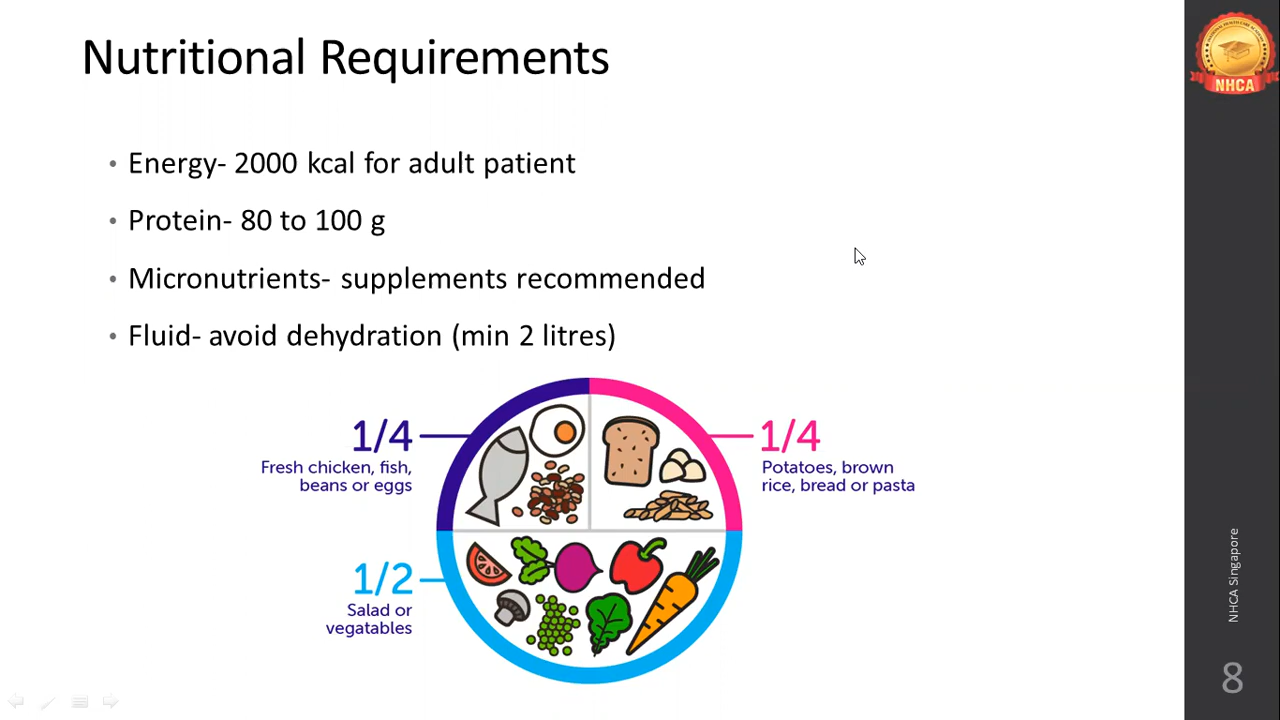 Nutritional Requirements
• Energy- 2000 kcal for adult patient
• Protein- 80 to 100 g
• Micronutrients- supplements recommended
• Fluid- avoid dehydration (min 2 litres)
1/4
Fresh chicken, fish,
beans or eggs
1/4
Potatoes, brown
rice, bread or pasta
1/2
Salad or
vegatables
NHCA
NHCA Singapore
8